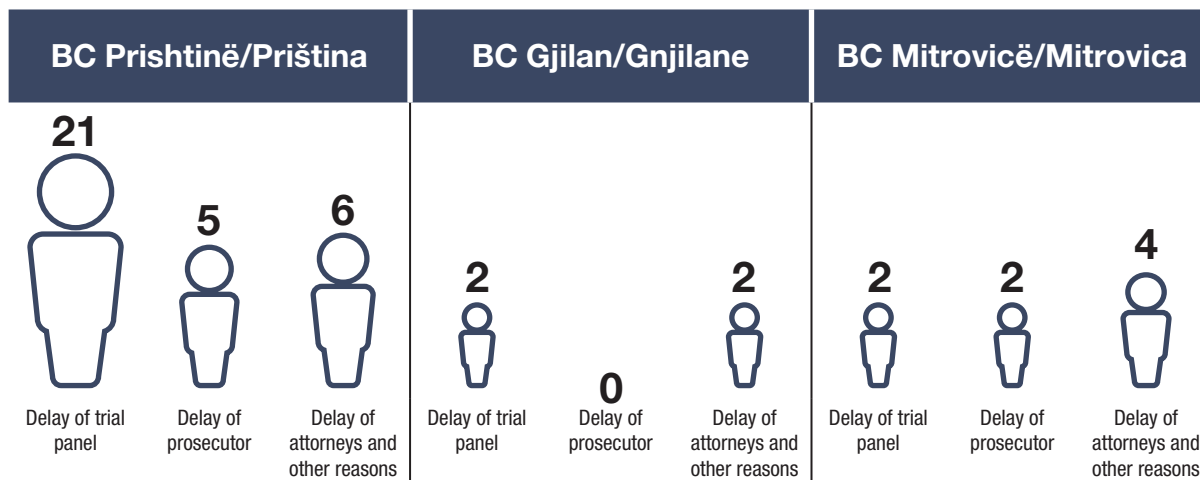 BC Prishtinë/Priština
BC Gjilan/Gnjilane
BC Mitrovicë/Mitrovica
21
Delay of trial
panel
5
Delay of
prosecutor
6
Delay of
attorneys and
other reasons
2
Delay of trial
panel
0
Delay of
prosecutor
2
Delay of
attorneys and
other reasons
2
Delay of trial
panel
2
Delay of
prosecutor
4
Delay of
attorneys and
other reasons